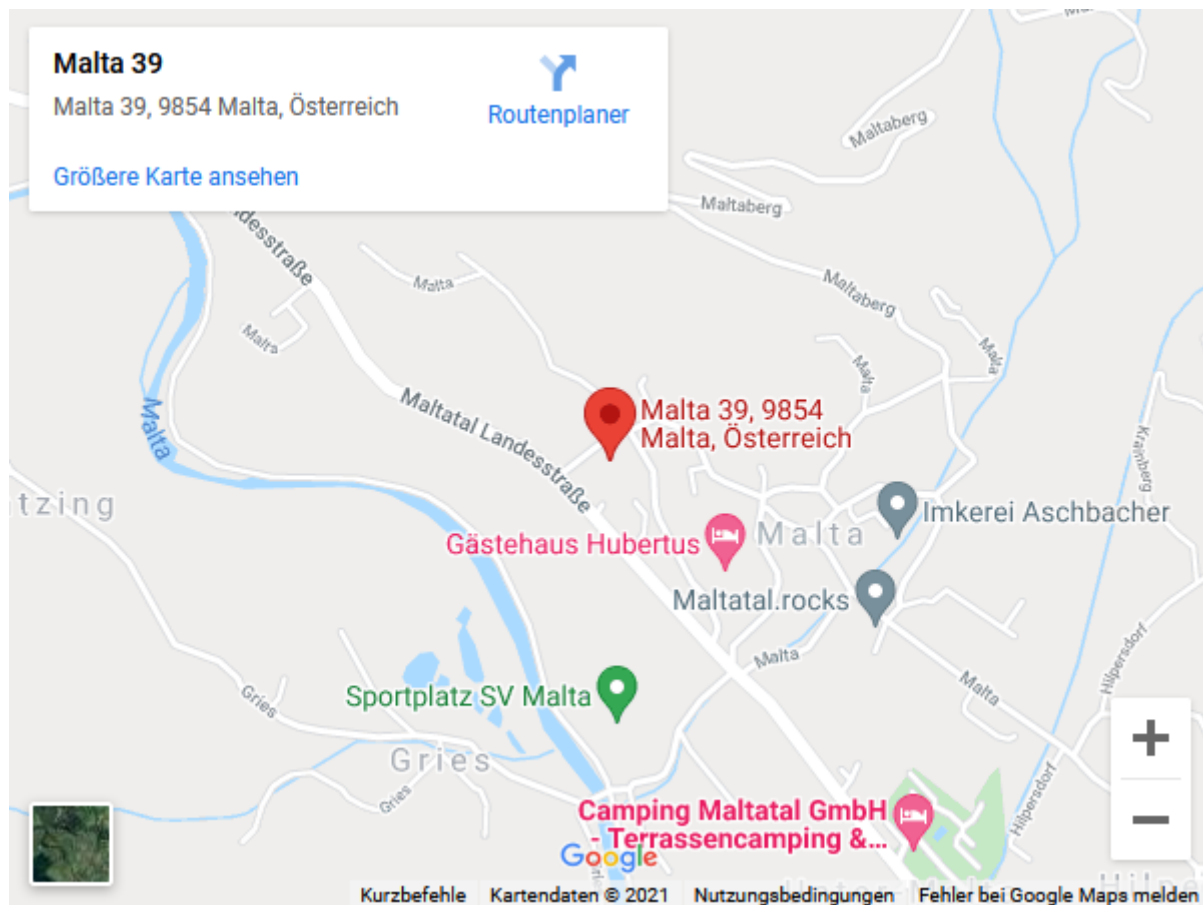 Malta 39
Malta 39, 9854 Malta, Österreich
Routenplaner
Größere Karte ansehen
Maltaberg
Maltaberg
Maltaberg
Malta
Malta
Malta
Malta
Malta
Maltatal Landesstraße
Malta 39, 9854
Malta, Österreich
Krainberg
Imkerei Aschbacher
Malta
Gästehaus Hubertus
Maltatal.rocks
Malta
Malta
Hilpersdorf
Sportplatz SV Malta
Gries
Gries
Gries
Hilpersdorf
Camping Maltatal GmbH
- Terrassencamping &...
Google
Kurzbefehle
Kartendaten © 2021
Nutzungsbedingungen
Fehler bei Google Maps melden